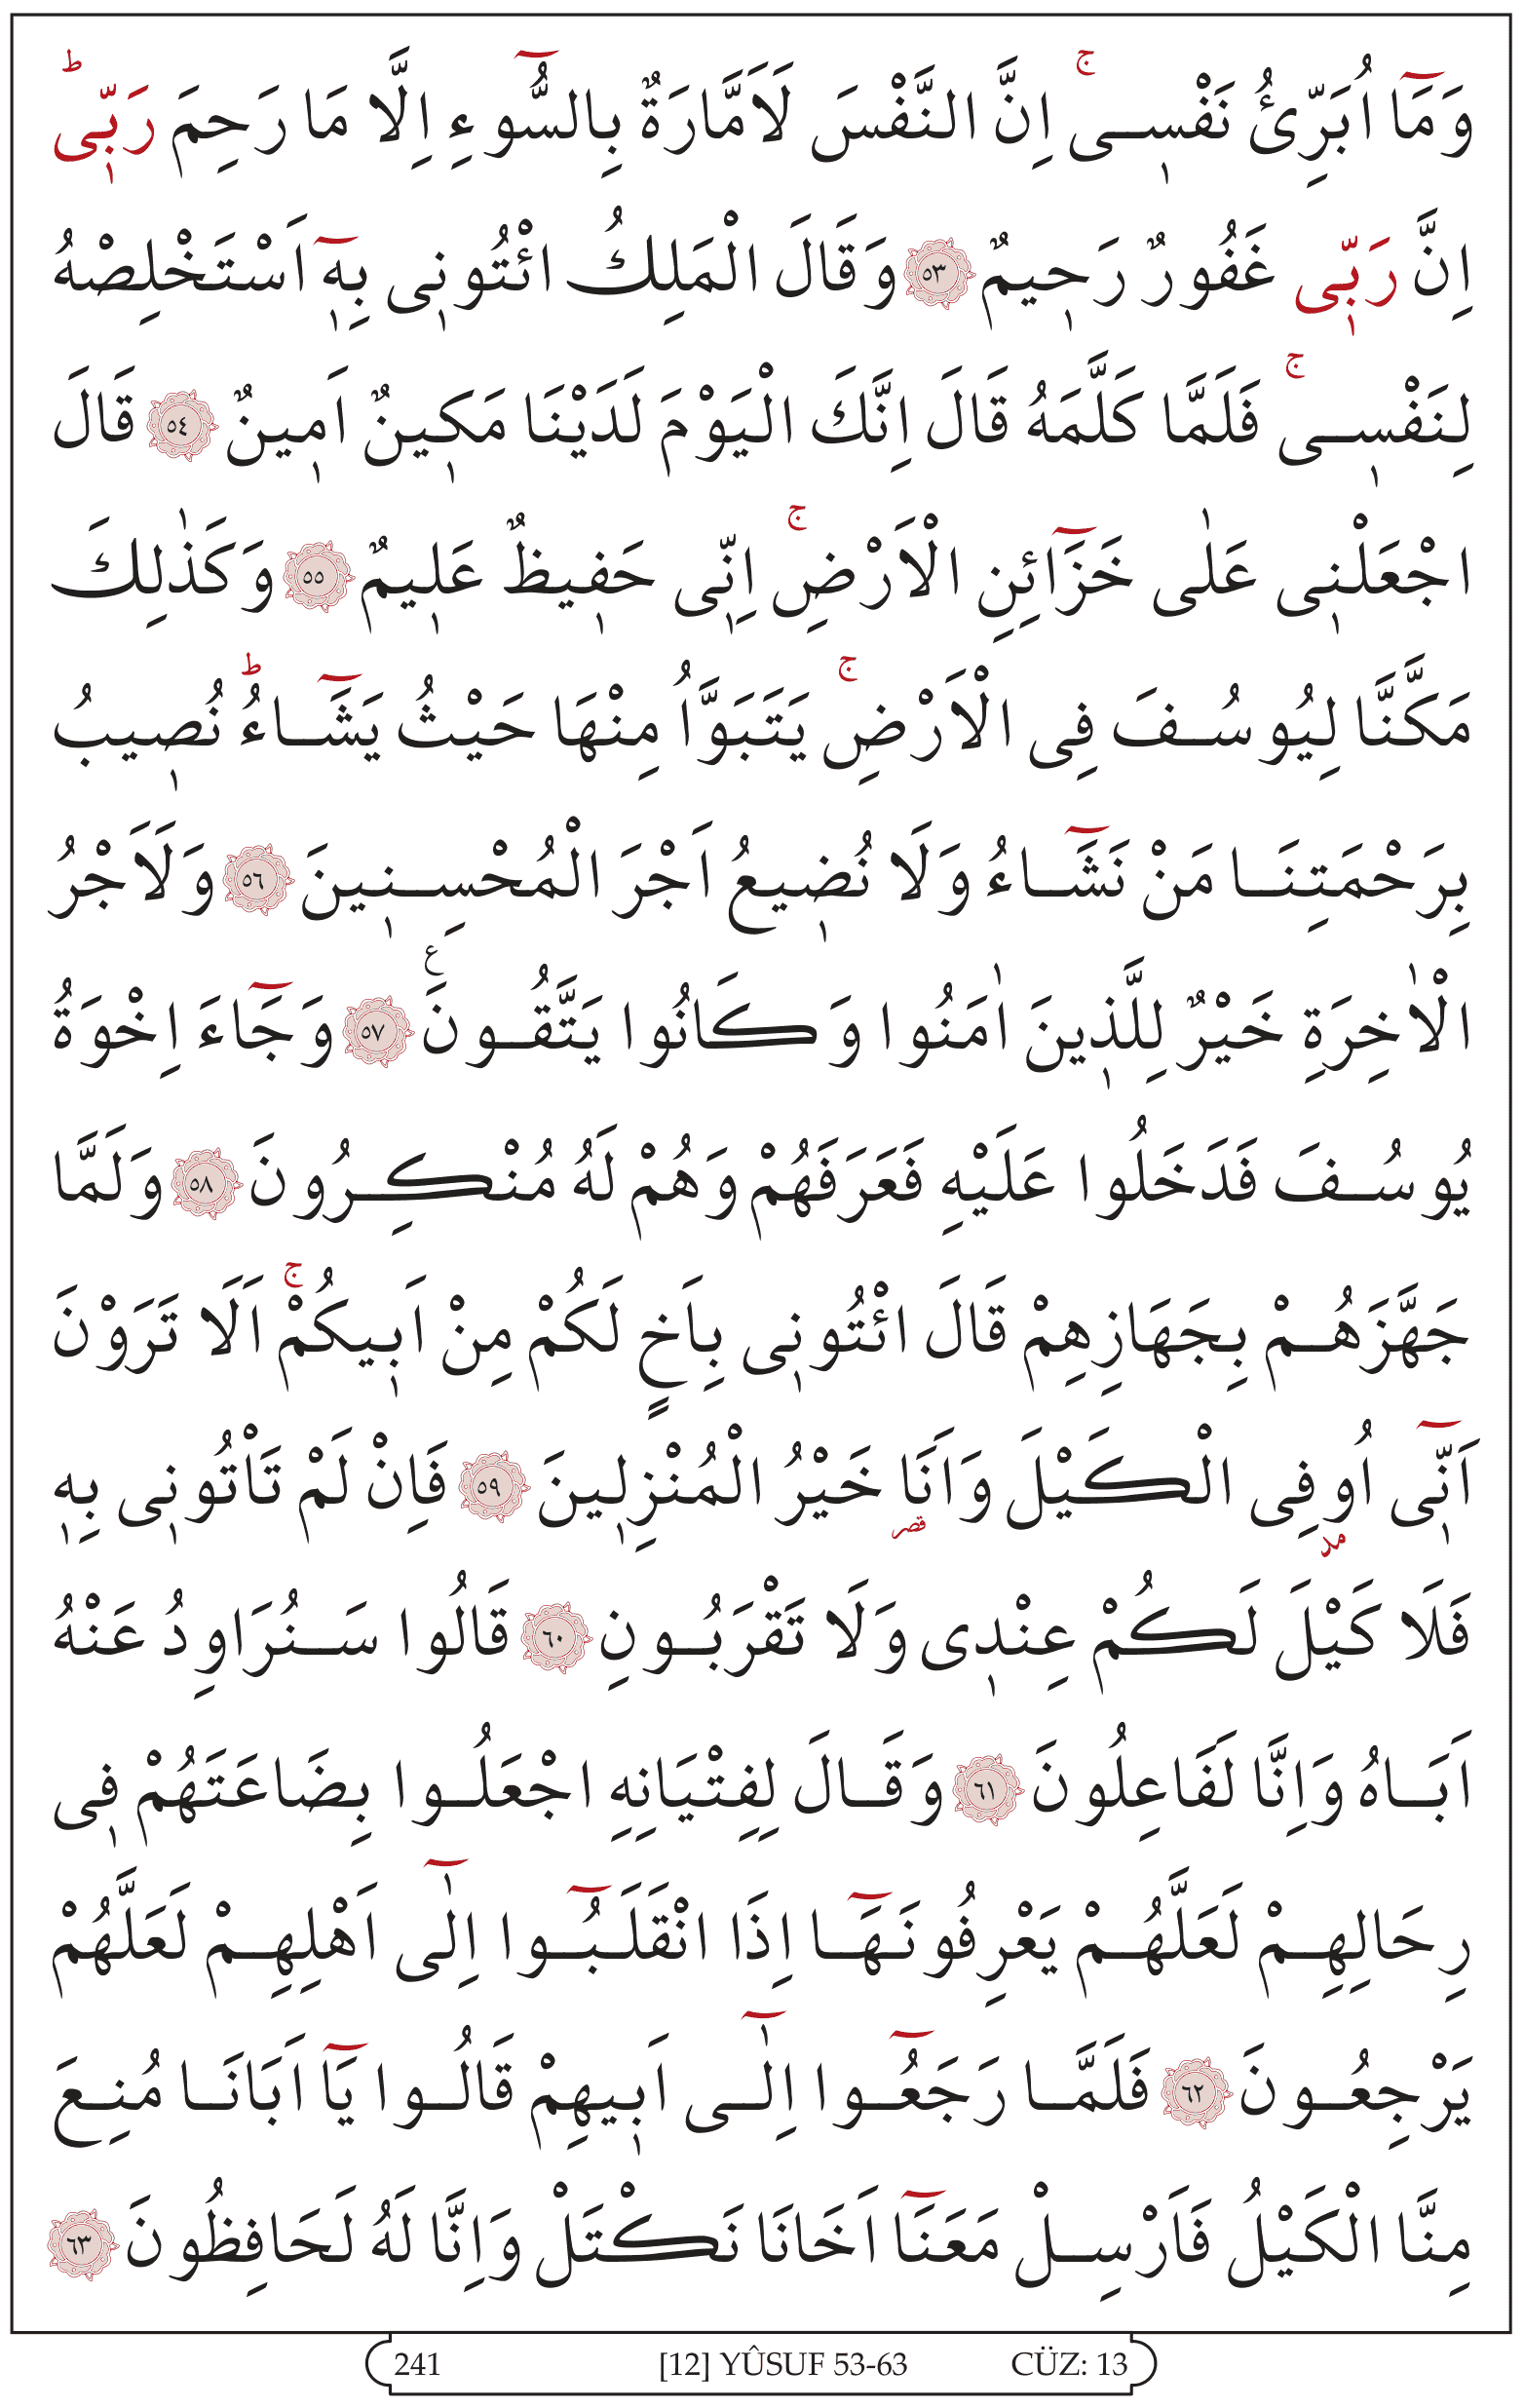 وَمَٓا اُبَرِّئُ نَفْسٖىۚ اِنَّ النَّفْسَ لَاَمَّارَةٌ بِالسُّٓوءِ اِلَّا مَا رَحِمَ رَبّٖىؕ
اِنَّ رَبّٖى غَفُورٌ رَحٖيمٌ ﴿٥٣﴾ وَقَالَ الْمَلِكُ ائْتُونٖى بِهٖٓ اَسْتَخْلِصْهُ
لِنَفْسٖىۚ فَلَمَّا كَلَّمَهُ قَالَ اِنَّكَ الْيَوْمَ لَدَيْنَا مَكٖينٌ اَمٖينٌ ﴿٥٤﴾ قَالَ
اجْعَلْنٖى عَلٰى خَزَٓائِنِ الْاَرْضِۚ اِنّٖى حَفٖيظٌ عَلٖيمٌ ﴿٥٥﴾ وَكَذٰلِكَ
مَكَّنَّا لِيُوسُفَ فِى الْاَرْضِۚ يَتَبَوَّاُ مِنْهَا حَيْثُ يَشَٓاءُؕ نُصٖيبُ
بِرَحْمَتِنَا مَنْ نَشَٓاءُ وَلَا نُضٖيعُ اَجْرَ الْمُحْسِنٖينَ ﴿٥٦﴾ وَلَاَجْرُ
الْاٰخِرَةِ خَيْرٌ لِلَّذٖينَ اٰمَنُوا وَكَانُوا يَتَّقُونَ ع ﴿٥٧﴾ وَجَٓاءَ اِخْوَةُ
يُوسُفَ فَدَخَلُوا عَلَيْهِ فَعَرَفَهُمْ وَهُمْ لَهُ مُنْكِرُونَ ﴿٥٨﴾ وَلَمَّا
جَهَّزَهُمْ بِجَهَازِهِمْ قَالَ ائْتُونٖى بِاَخٍ لَكُمْ مِنْ اَبٖيكُمْۚ اَلَا تَرَوْنَ
اَنّٖٓى اُوفِى الْكَيْلَ وَاَنَا خَيْرُ الْمُنْزِلٖينَ ﴿٥٩﴾ فَاِنْ لَمْ تَاْتُونٖى بِهٖ
مد قصر
فَلَا كَيْلَ لَكُمْ عِنْدٖى وَلَا تَقْرَبُونِ ﴿٦٠﴾ قَالُوا سَنُرَاوِدُ عَنْهُ
اَبَاهُ وَاِنَّا لَفَاعِلُونَ ﴿٦١﴾ وَقَالَ لِفِتْيَانِهِ اجْعَلُوا بِضَاعَتَهُمْ فٖى
رِحَالِهِمْ لَعَلَّهُمْ يَعْرِفُونَهَٓا اِذَا انْقَلَبُٓوا اِلٰٓى اَهْلِهِمْ لَعَلَّهُمْ
يَرْجِعُونَ ﴿٦٢﴾ فَلَمَّا رَجَعُٓوا اِلٰٓى اَبٖيهِمْ قَالُوا يَٓا اَبَانَا مُنِعَ
مِنَّا الْكَيْلُ فَاَرْسِلْ مَعَنَٓا اَخَانَا نَكْتَلْ وَاِنَّا لَهُ لَحَافِظُونَ ﴿٦٣﴾
241 [12] YÛSUF 53-63 CÜZ: 13